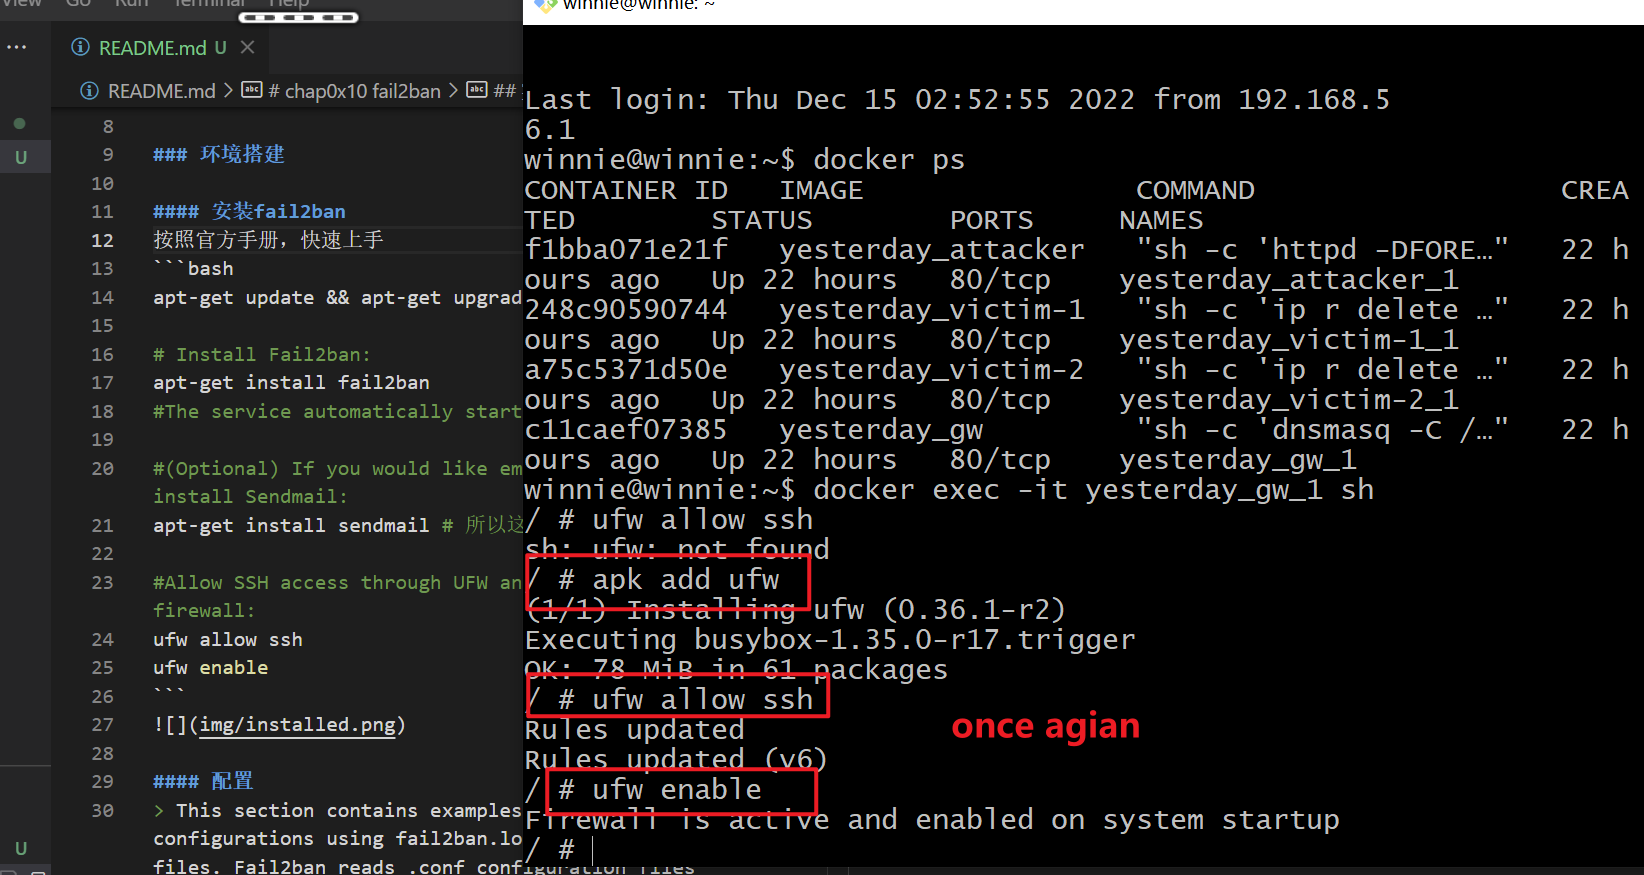 View Go Run Terminal Help
winnie@winnie: ~
README.md U
README.md > # chap0x10 fail2ban > ##
8
9 ### 环境搭建
10
11 #### 安装fail2ban
12 按照官方手册，快速上手
13 ```bash
14 apt-get update && apt-get upgrad
15
16 # Install Fail2ban:
17 apt-get install fail2ban
18 #The service automatically start
19
20 #(Optional) If you would like em
install Sendmail:
21 apt-get install sendmail # 所以这
22
23 #Allow SSH access through UFW an
firewall:
24 ufw allow ssh
25 ufw enable
26 ```
27 ![](img/installed.png)
28
29 #### 配置
30 > This section contains examples
configurations using fail2ban.lo
files. Fail2ban reads .conf configuration files
U
U
Last login: Thu Dec 15 02:52:55 2022 from 192.168.5
6.1
winnie@winnie:~$ docker ps
CONTAINER ID IMAGE COMMAND CREA
TED STATUS PORTS NAMES
f1bba071e21f yesterday_attacker "sh -c 'httpd -DFORE…" 22 h
ours ago Up 22 hours 80/tcp yesterday_attacker_1
248c90590744 yesterday_victim-1 "sh -c 'ip r delete …" 22 h
ours ago Up 22 hours 80/tcp yesterday_victim-1_1
a75c5371d50e yesterday_victim-2 "sh -c 'ip r delete …" 22 h
ours ago Up 22 hours 80/tcp yesterday_victim-2_1
c11caef07385 yesterday_gw "sh -c 'dnsmasq -C /…" 22 h
ours ago Up 22 hours 80/tcp yesterday_gw_1
winnie@winnie:~$ docker exec -it yesterday_gw_1 sh
/ # ufw allow ssh
sh: ufw: not found
/ # apk add ufw
(1/1) Installing ufw (0.36.1-r2)
Executing busybox-1.35.0-r17.trigger
OK: 78 MiB in 61 packages
/ # ufw allow ssh
Rules updated
Rules updated (v6)
/ # ufw enable
Firewall is active and enabled on system startup
/ #
once agian